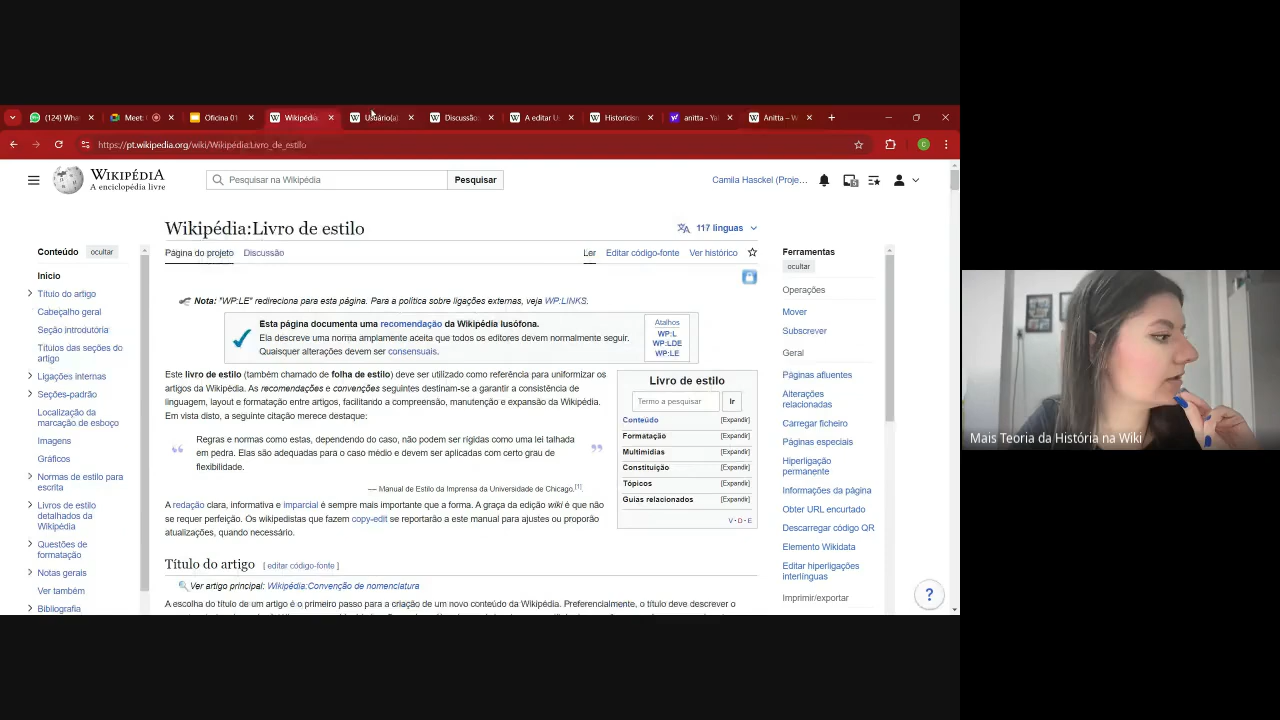 (124) Wha
Meet:
Oficina 01
Wikipédia
Usuário(a)
Discussão
A editar U
Historicism
anitta - Ya
Anitta – W
https://pt.wikipedia.org/wiki/Wikipédia:Livro_de_estilo
C
WIKIPÉDIA
A enciclopédia livre
Pesquisar na Wikipédia
Pesquisar
Camila Hasckel (Proje...
Wikipédia:Livro de estilo
117 línguas
Página do projeto
Discussão
Ler
Editar código-fonte
Ver histórico
Conteúdo
ocultar
Início
Título do artigo
Cabeçalho geral
Seção introdutória
Títulos das seções do
artigo
Ligações internas
Seções-padrão
Localização da
marcação de esboço
Imagens
Gráficos
Normas de estilo para
escrita
Livros de estilo
detalhados da
Wikipédia
Questões de
formatação
Notas gerais
Ver também
Bibliografia
Nota: "WP:LE" redireciona para esta página. Para a política sobre ligações externas, veja WP:LINKS.
Esta página documenta uma recomendação da Wikipédia lusófona.
Ela descreve uma norma amplamente aceita que todos os editores devem normalmente seguir.
Quaisquer alterações devem ser consensuais.
Atalhos
WP:L
WP:LDE
WP:LE
Este livro de estilo (também chamado de folha de estilo) deve ser utilizado como referência para uniformizar os
artigos da Wikipédia. As recomendações e convenções seguintes destinam-se a garantir a consistência de
linguagem, layout e formatação entre artigos, facilitando a compreensão, manutenção e expansão da Wikipédia.
Em vista disto, a seguinte citação merece destaque:
“ Regras e normas como estas, dependendo do caso, não podem ser rígidas como uma lei talhada
em pedra. Elas são adequadas para o caso médio e devem ser aplicadas com certo grau de
flexibilidade. ”
— Manual de Estilo da Imprensa da Universidade de Chicago.[1]
A redação clara, informativa e imparcial é sempre mais importante que a forma. A graça da edição wiki é que não
se requer perfeição. Os wikipedistas que fazem copy-edit se reportarão a este manual para ajustes ou proporão
atualizações, quando necessário.
Livro de estilo
Termo a pesquisar
Ir
Conteúdo [Expandir]
Formatação [Expandir]
Multimídias [Expandir]
Constituição [Expandir]
Tópicos [Expandir]
Guias relacionados [Expandir]
V • D • E
Título do artigo [ editar código-fonte ]
Ver artigo principal: Wikipédia:Convenção de nomenclatura
A escolha do título de um artigo é o primeiro passo para a criação de um novo conteúdo da Wikipédia. Preferencialmente, o título deve descrever o
Ferramentas
ocultar
Operações
Mover
Subscrever
Geral
Páginas afluentes
Alterações
relacionadas
Carregar ficheiro
Páginas especiais
Hiperligação
permanente
Informações da página
Obter URL encurtado
Descarregar código QR
Elemento Wikidata
Editar hiperligações
interlínguas
Imprimir/exportar
?
Mais Teoria da História na Wiki